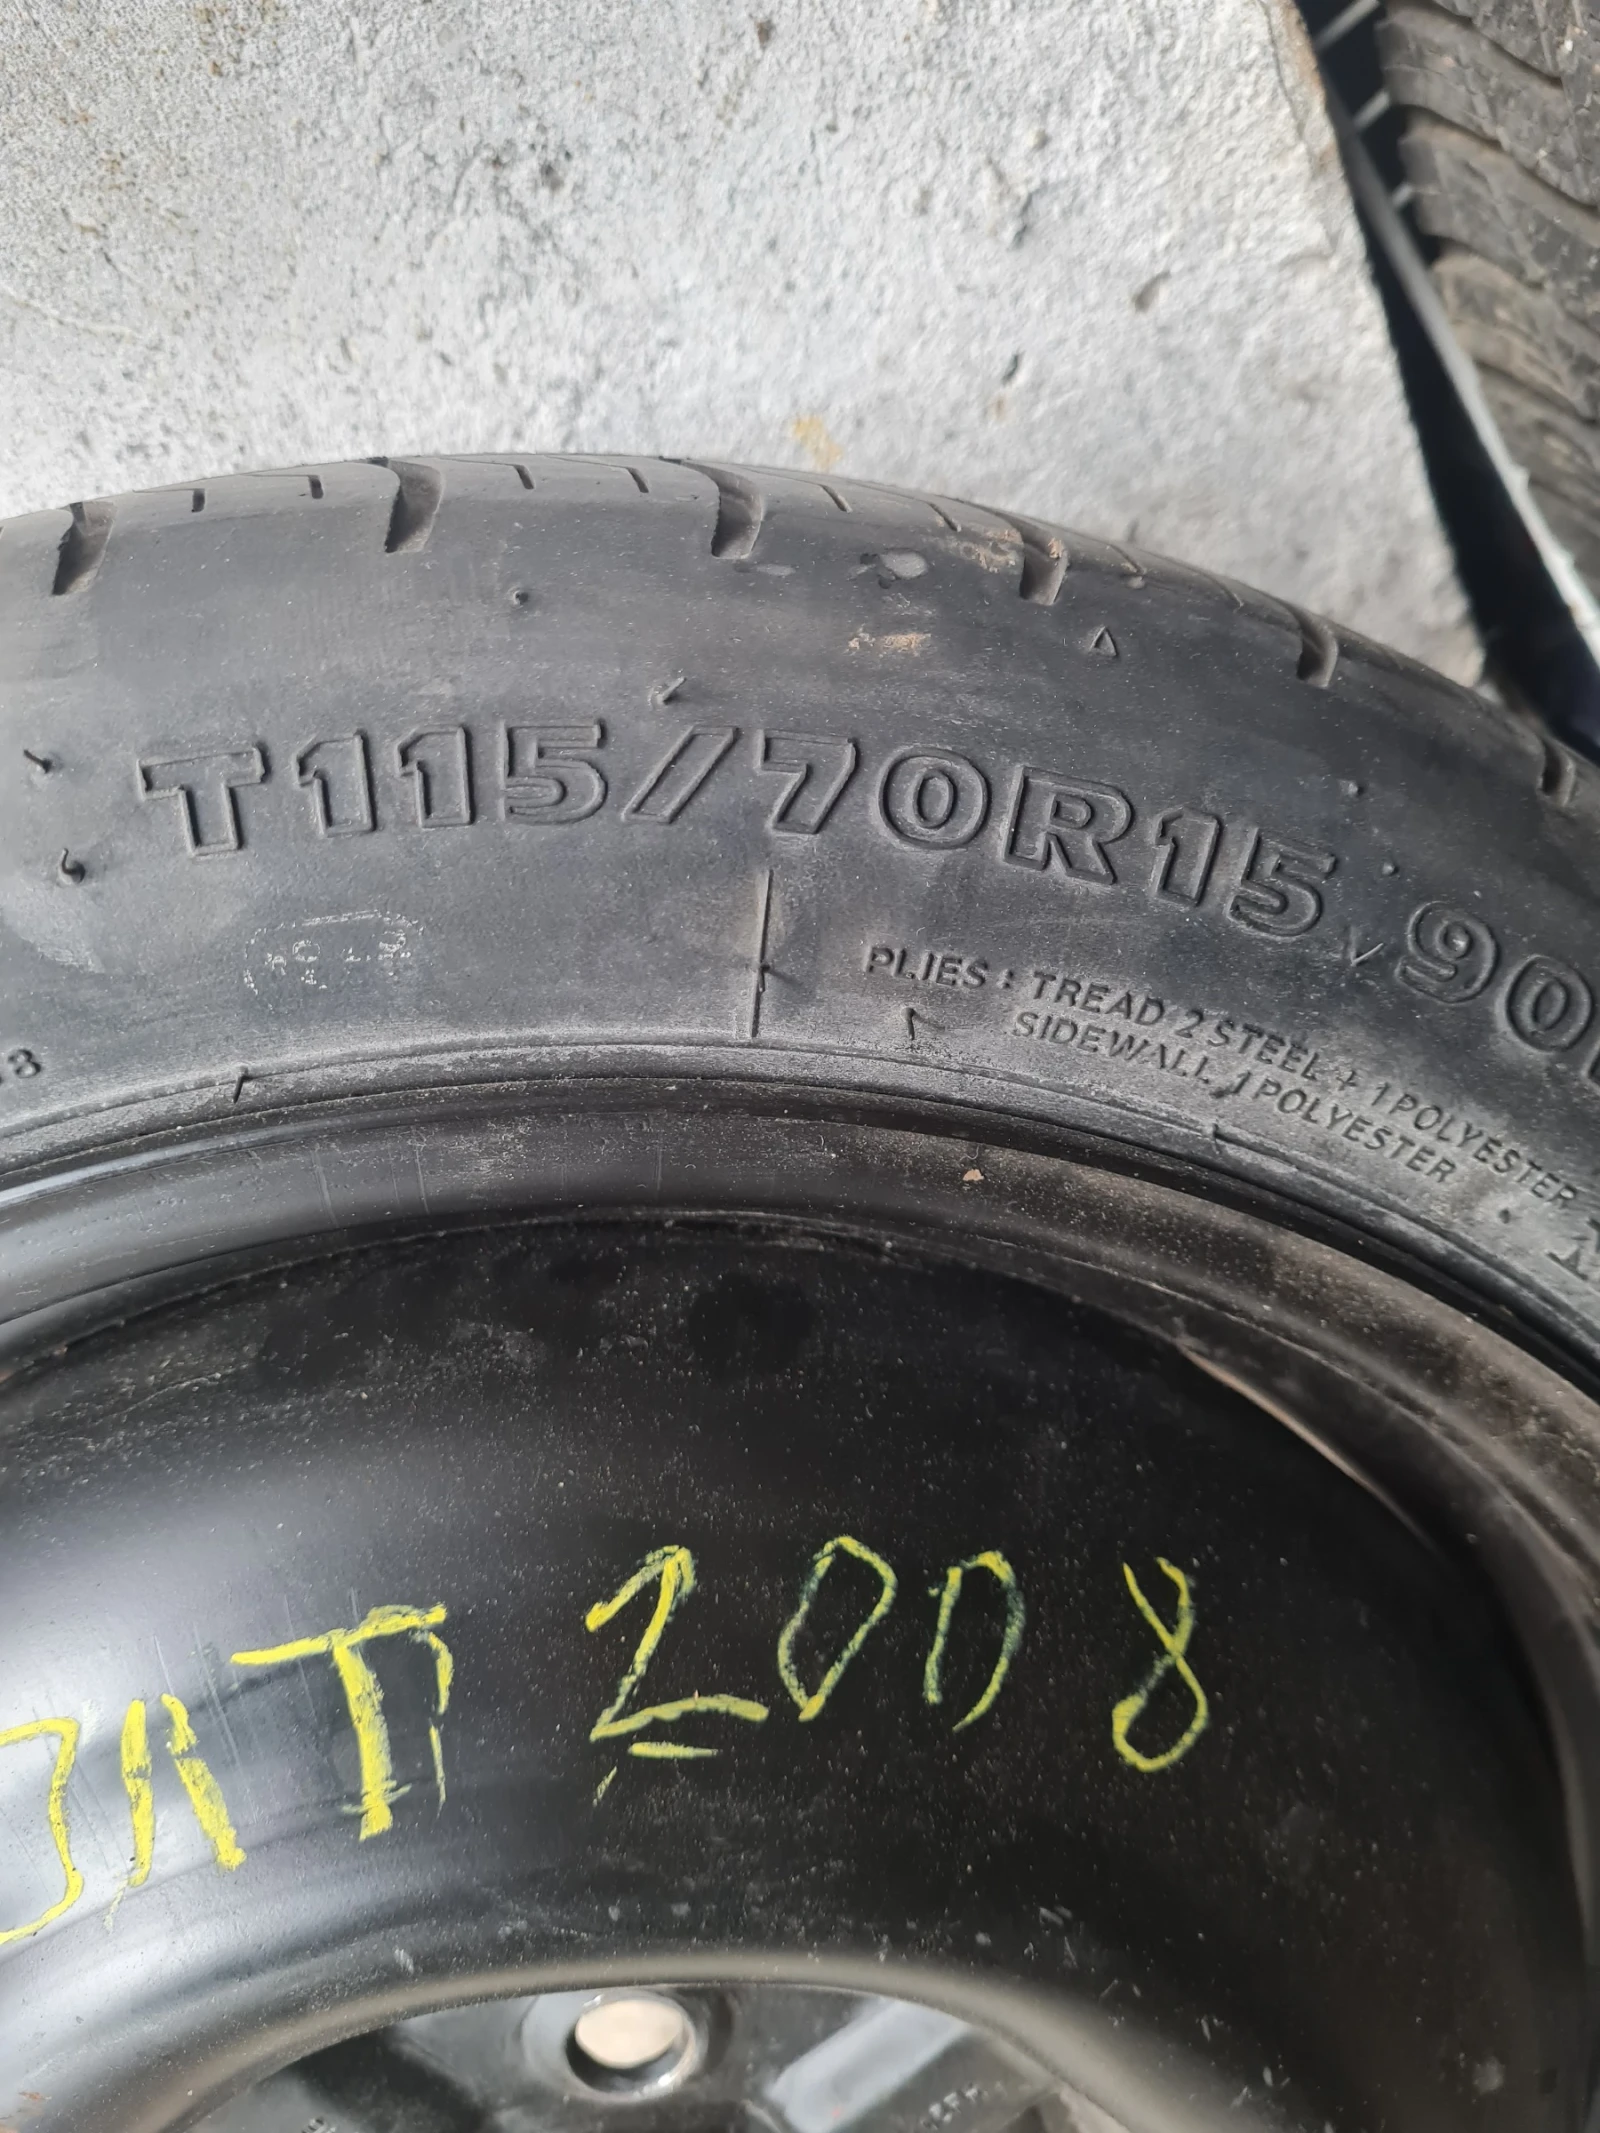 T115/70R15 90
PLIES : TREAD 2 STEEL + 1 POLYESTER
SIDEWALL 1 POLYESTER
2008